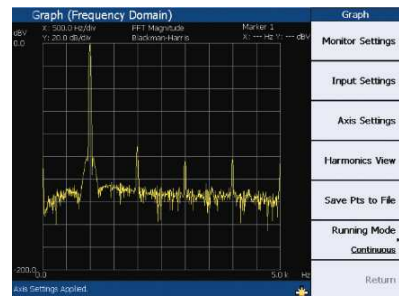 Graph (Frequency Domain)
X: 500.0 Hz/div
FFT Magnitude
Marker 1
dBV
Y: 20.0 dB/div
Blackman-Harris
X: --- Hz Y: --- dBV
0.0
-200.0
0.0
5.0 k
Hz
Axis Settings Applied.
Graph
Monitor Settings
Input Settings
Axis Settings
Harmonics View
Save Pts to File
Running Mode
Continuous
Return